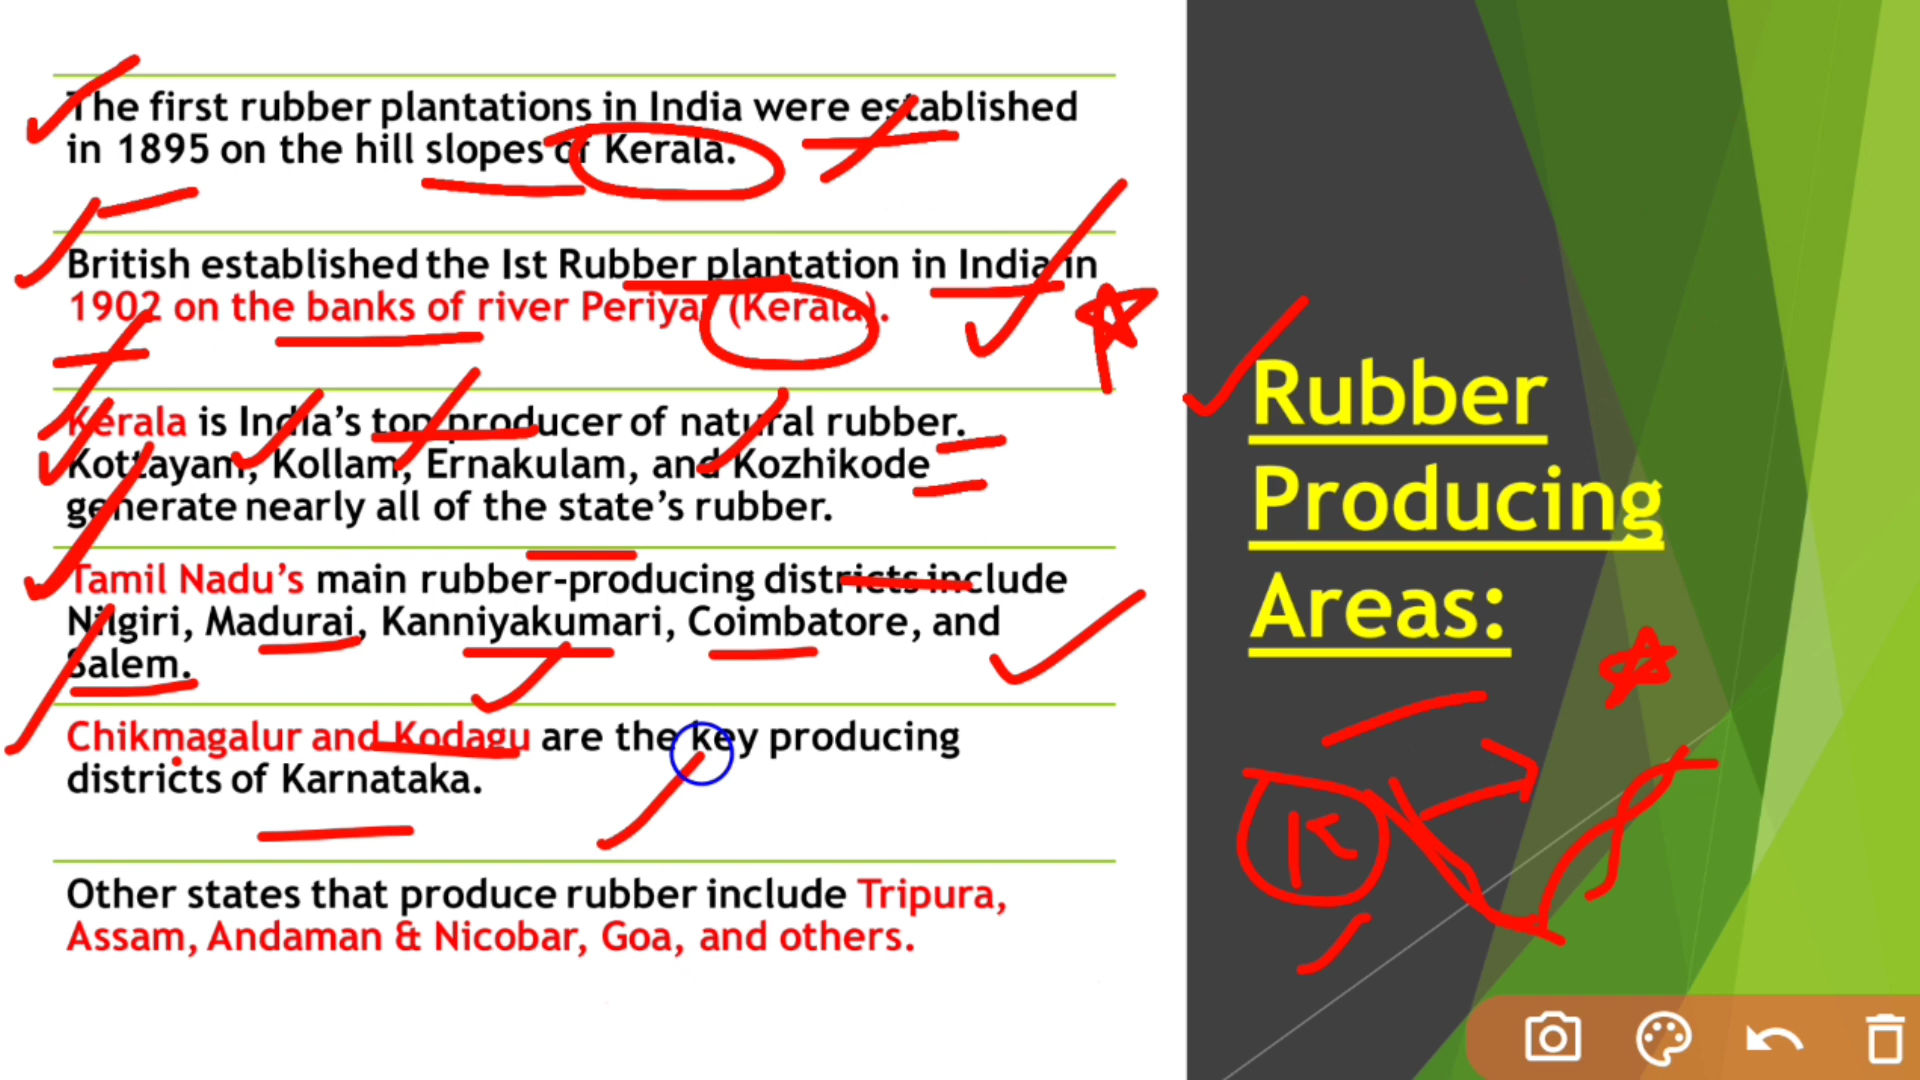 The first rubber plantations in India were established
in 1895 on the hill slopes of Kerala.
British established the Ist Rubber plantation in India in
1902 on the banks of river Periyar (Kerala).
Kerala is India's top producer of natural rubber.
Kottayam, Kollam, Ernakulam, and Kozhikode
generate nearly all of the state's rubber.
Tamil Nadu's main rubber-producing districts include
Nilgiri, Madurai, Kanniyakumari, Coimbatore, and
Salem.
Chikmagalur and Kodagu are the key producing
districts of Karnataka.
Other states that produce rubber include Tripura,
Assam, Andaman & Nicobar, Goa, and others.
Rubber
Producing
Areas:
K